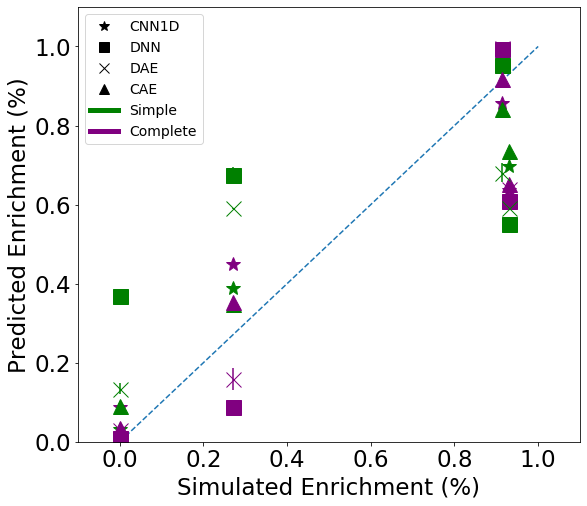 CNN1D
DNN
DAE
CAE
Simple
Complete
Predicted Enrichment (%)
1.0
0.8
0.6
0.4
0.2
0.0
0.0 0.2 0.4 0.6 0.8 1.0
Simulated Enrichment (%)